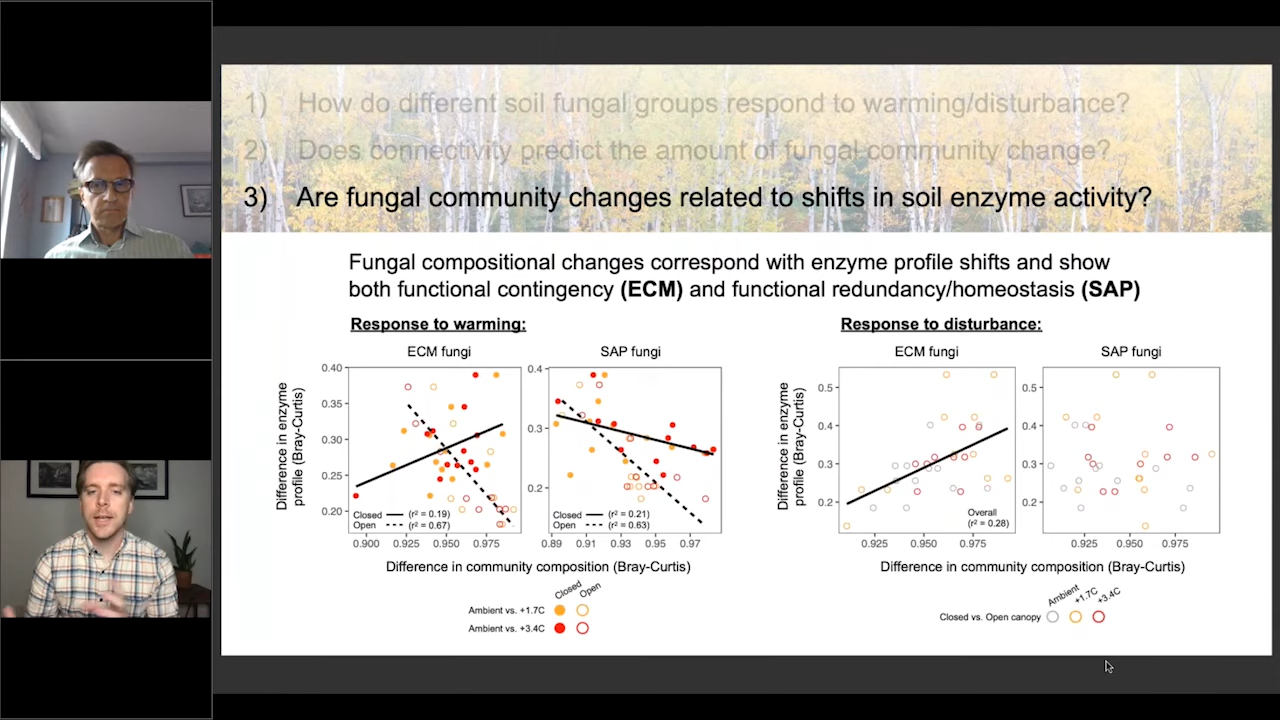 1) How do different soil fungal groups respond to warming/disturbance?
2) Does connectivity predict the amount of fungal community change?
3) Are fungal community changes related to shifts in soil enzyme activity?
Fungal compositional changes correspond with enzyme profile shifts and show
both functional contingency (ECM) and functional redundancy/homeostasis (SAP)
Response to warming:
ECM fungi
SAP fungi
Difference in enzyme
profile (Bray-Curtis)
0.40
0.35
0.30
0.25
0.20
Closed (r² = 0.19)
Open (r² = 0.67)
0.900 0.925 0.950 0.975
0.4
0.3
0.2
Closed (r² = 0.21)
Open (r² = 0.63)
0.89 0.91 0.93 0.95 0.97
Difference in community composition (Bray-Curtis)
Closed Open
Ambient vs. +1.7C
Ambient vs. +3.4C
Response to disturbance:
ECM fungi
SAP fungi
Difference in enzyme
profile (Bray-Curtis)
0.5
0.4
0.3
0.2
Overall
(r² = 0.28)
0.925 0.950 0.975
0.5
0.4
0.3
0.2
0.925 0.950 0.975
Difference in community composition (Bray-Curtis)
Ambient +1.7C +3.4C
Closed vs. Open canopy